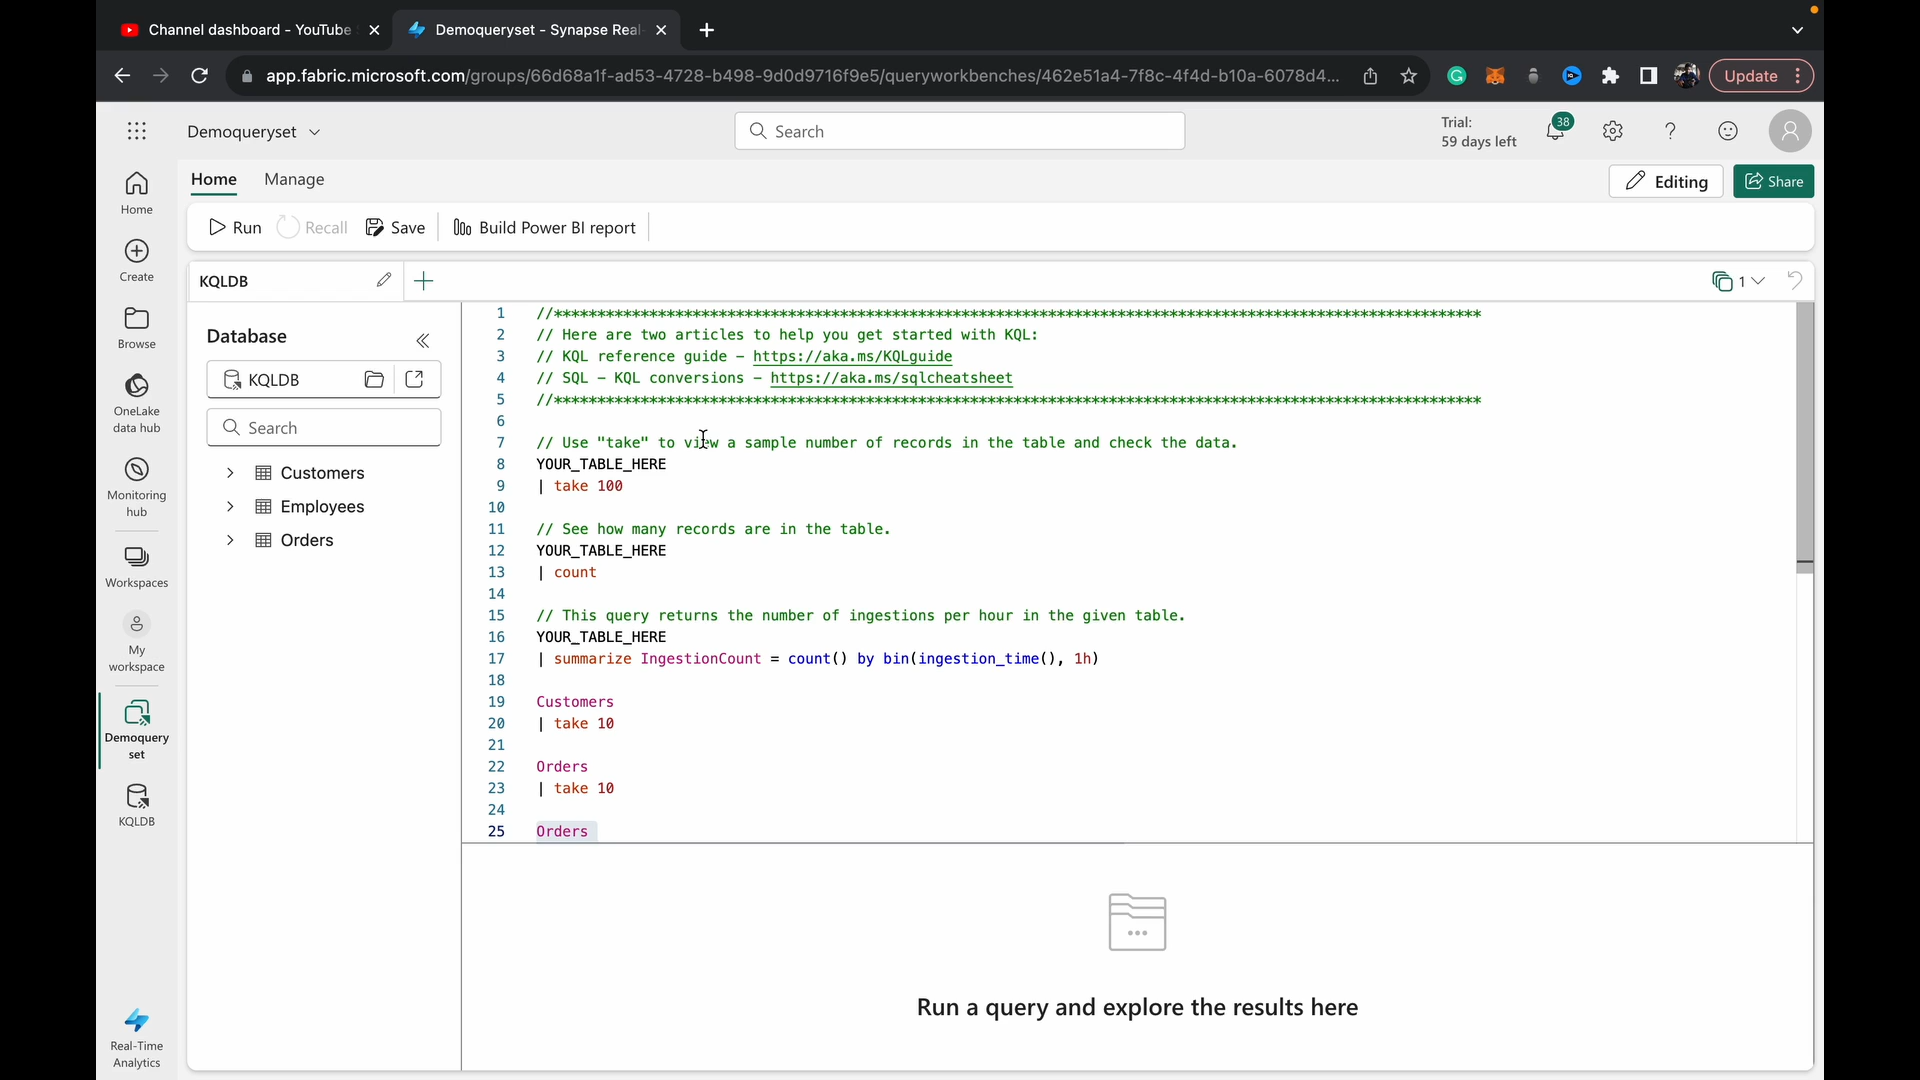 Channel dashboard - YouTube
Demoqueryset - Synapse Real-
app.fabric.microsoft.com/groups/66d68a1f-ad53-4728-b498-9d0d9716f9e5/queryworkbenches/462e51a4-7f8c-4f4d-b10a-6078d4...
Update
Demoqueryset
Search
Trial:
59 days left
38
Home
Manage
Editing
Share
Run
Recall
Save
Build Power BI report
Home
Create
Browse
OneLake
data hub
Monitoring
hub
Workspaces
My
workspace
Demoquery
set
KQLDB
Real-Time
Analytics
KQLDB
1
Database
KQLDB
Search
Customers
Employees
Orders
1 //***********************************************************************************************************
2 // Here are two articles to help you get started with KQL:
3 // KQL reference guide – https://aka.ms/KQLguide
4 // SQL – KQL conversions – https://aka.ms/sqlcheatsheet
5 //***********************************************************************************************************
6
7 // Use "take" to view a sample number of records in the table and check the data.
8 YOUR_TABLE_HERE
9 | take 100
10
11 // See how many records are in the table.
12 YOUR_TABLE_HERE
13 | count
14
15 // This query returns the number of ingestions per hour in the given table.
16 YOUR_TABLE_HERE
17 | summarize IngestionCount = count() by bin(ingestion_time(), 1h)
18
19 Customers
20 | take 10
21
22 Orders
23 | take 10
24
25 Orders
Run a query and explore the results here